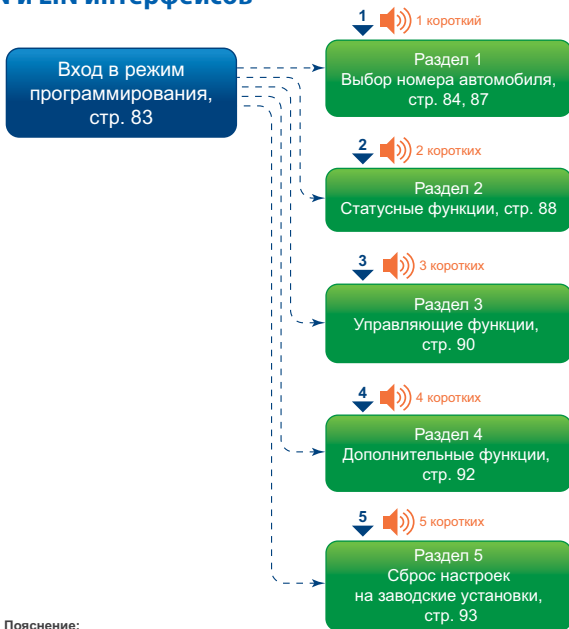 N и LIN интерфейсов
Вход в режим
программирования,
стр. 83
1 1 короткий
Раздел 1
Выбор номера автомобиля,
стр. 84, 87
2 2 коротких
Раздел 2
Статусные функции, стр. 88
3 3 коротких
Раздел 3
Управляющие функции,
стр. 90
4 4 коротких
Раздел 4
Дополнительные функции,
стр. 92
5 5 коротких
Раздел 5
Сброс настроек
на заводские установки,
стр. 93
Пояснение: